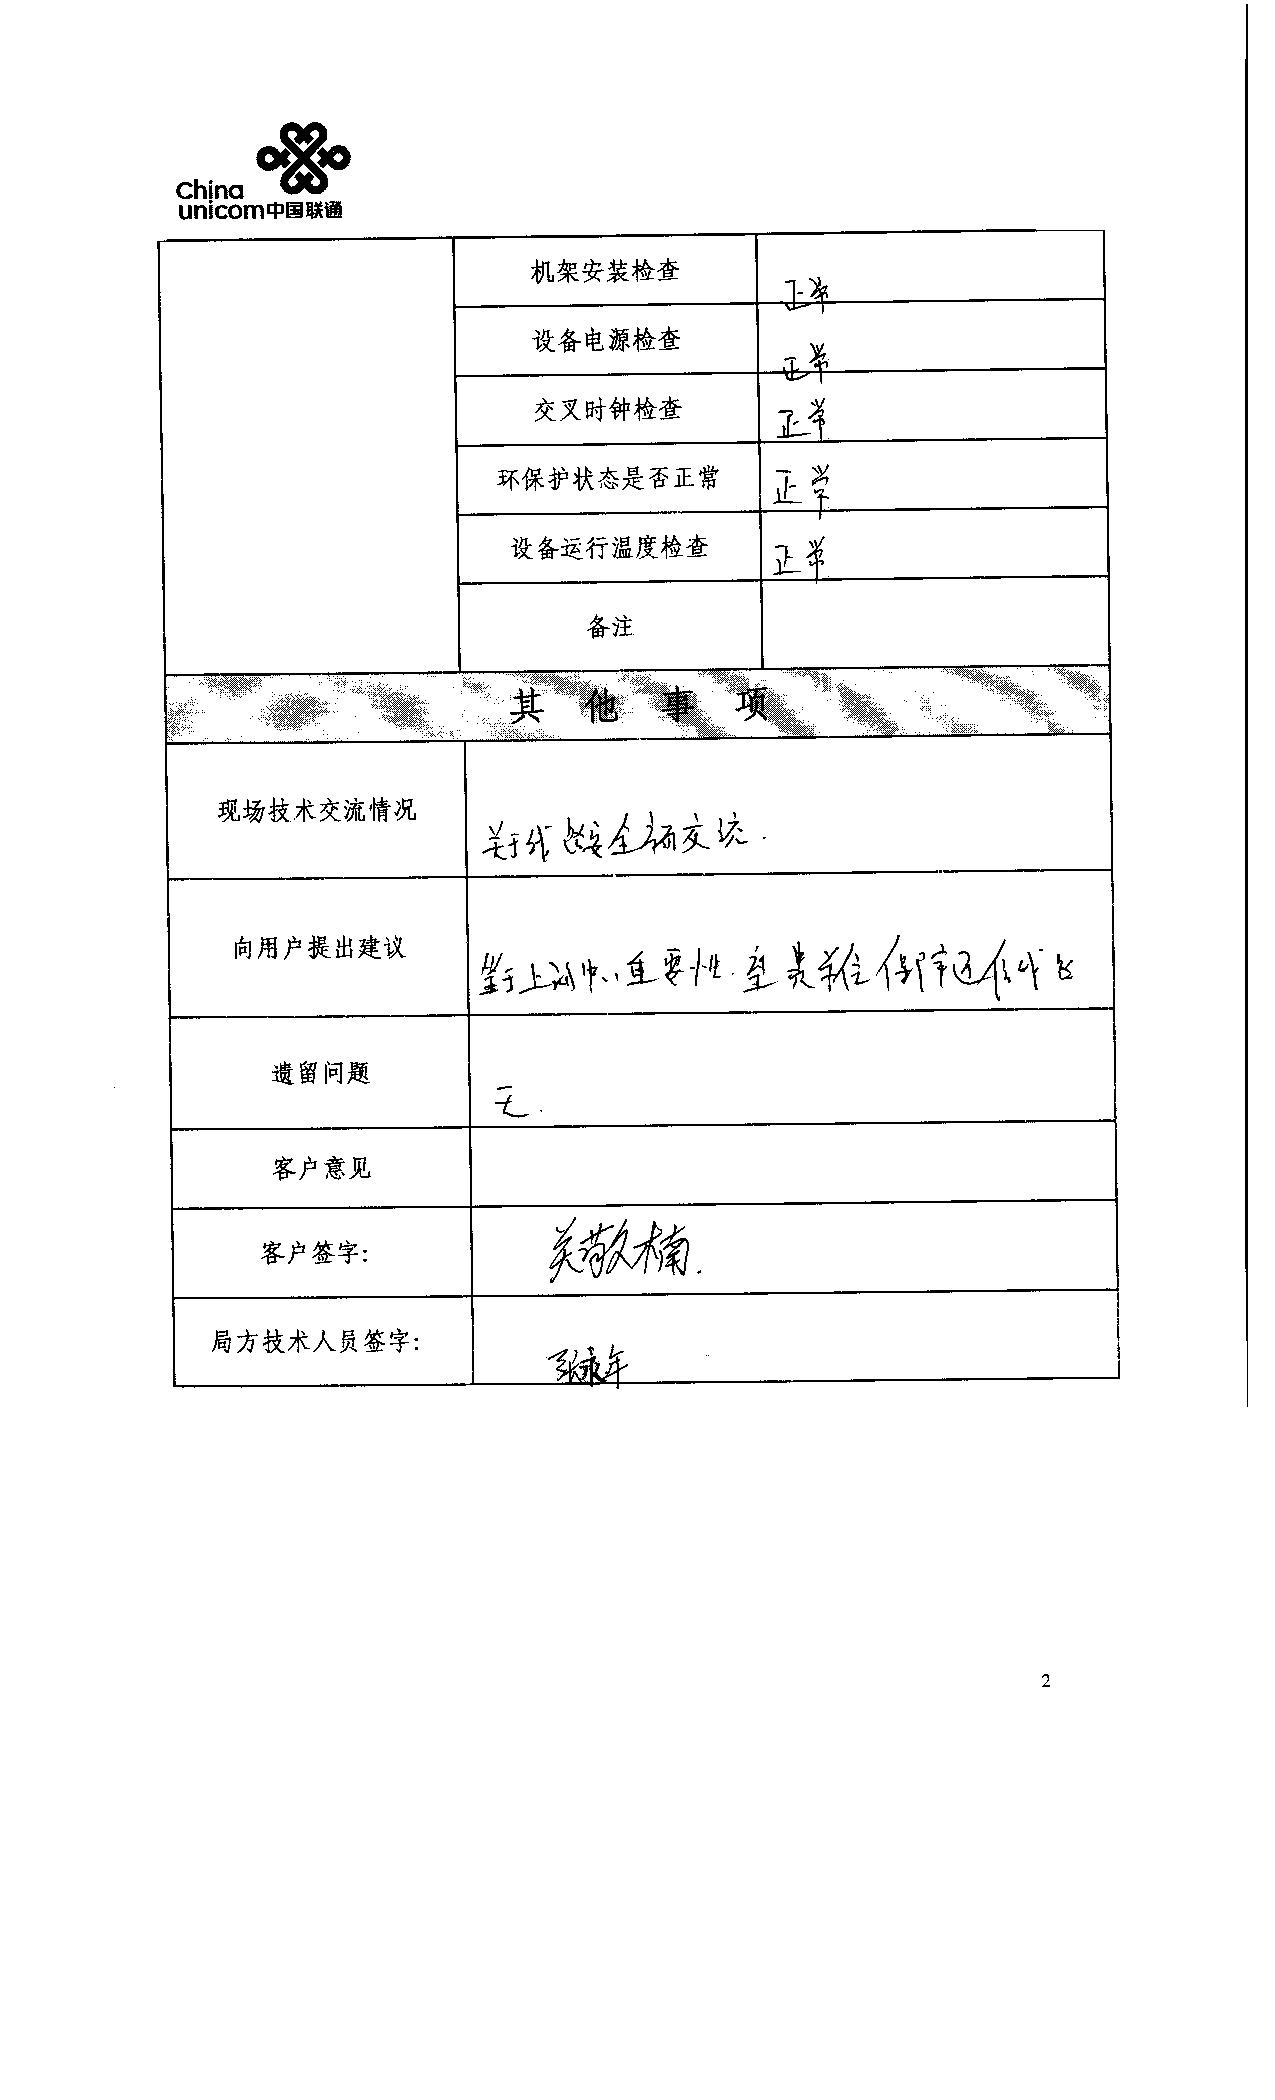 China
unicom中国联通
机架安装检查 正常
设备电源检查 正常
交叉时钟检查 正常
环保护状态是否正常 正常
设备运行温度检查 正常
备注
其他事项
现场技术交流情况 关于线路安全方面交流.
向用户提出建议 鉴于上 中心重要性.望贵单位保障通信线路
遗留问题 无.
客户意见
客户签字: 关敬楠.
局方技术人员签字: 张永年
2